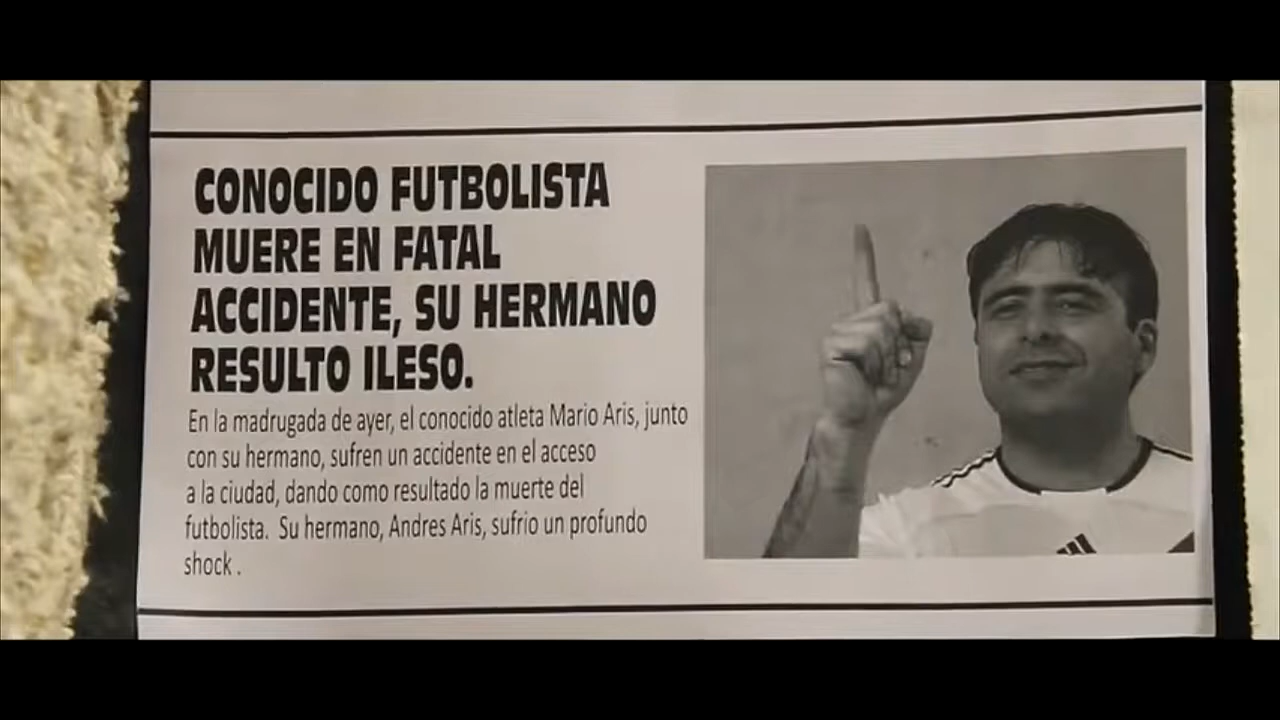 CONOCIDO FUTBOLISTA
MUERE EN FATAL
ACCIDENTE, SU HERMANO
RESULTO ILESO.
En la madrugada de ayer, el conocido atleta Mario Aris, junto
con su hermano, sufren un accidente en el acceso
a la ciudad, dando como resultado la muerte del
futbolista. Su hermano, Andres Aris, sufrio un profundo
shock .